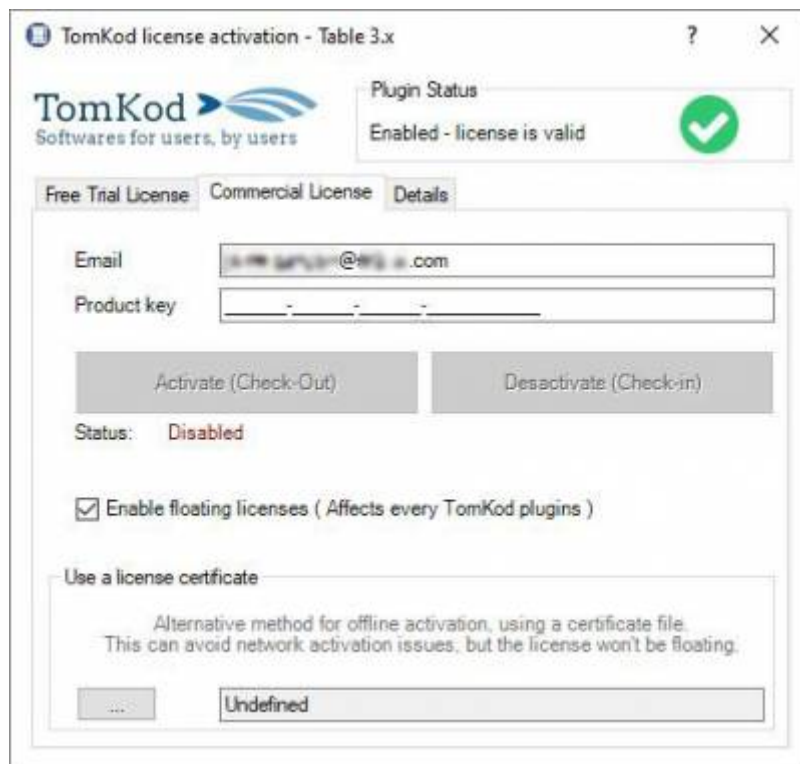 TomKod license activation - Table 3.x
?
TomKod
Softwares for users, by users
Plugin Status
Enabled - license is valid
Free Trial License
Commercial License
Details
Email
@ .com
Product key
Activate (Check-Out)
Desactivate (Check-in)
Status: Disabled
Enable floating licenses ( Affects every TomKod plugins )
Use a license certificate
Alternative method for offline activation, using a certificate file.
This can avoid network activation issues, but the license won't be floating.
...
Undefined